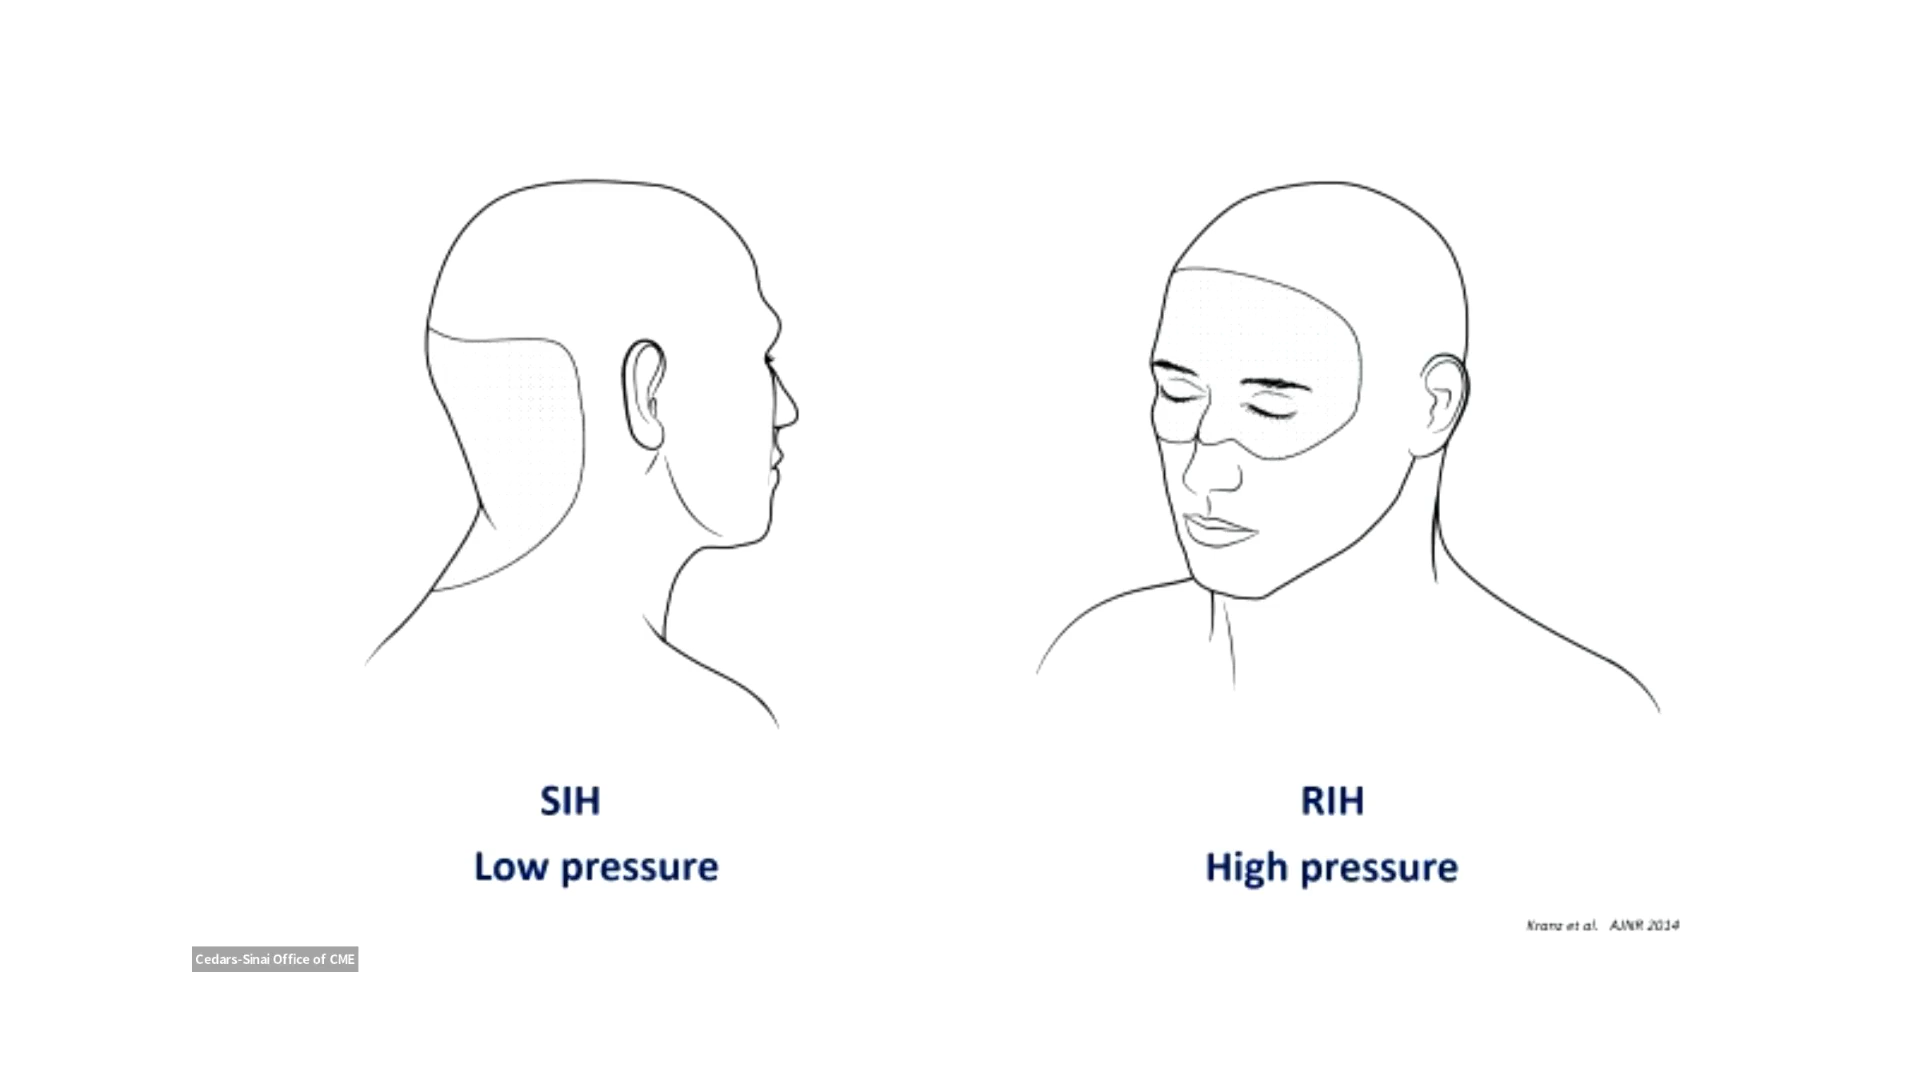 SIH
RIH
Low pressure
High pressure
Kranz et al. AJNR 2014
Cedars-Sinai Office of CME